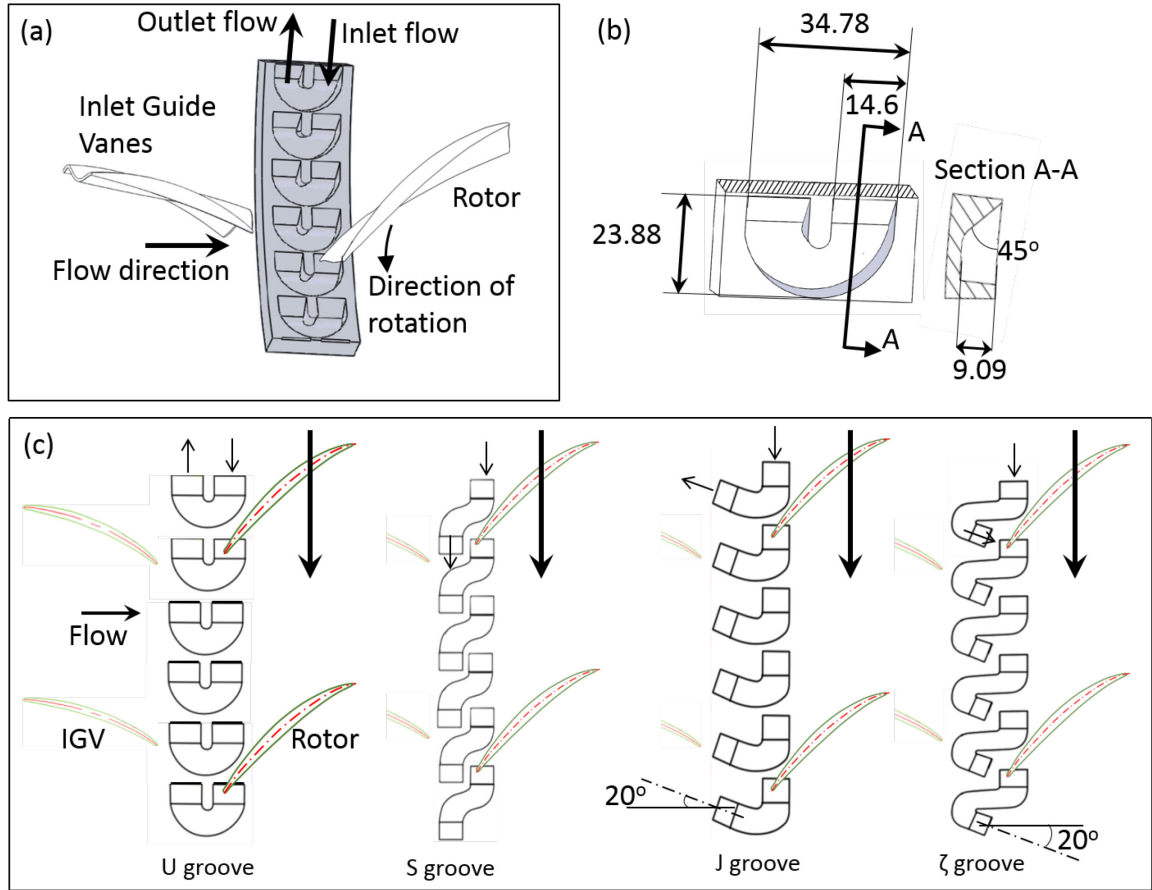 (a)
Outlet flow
Inlet flow
Inlet Guide
Vanes
Rotor
Flow direction
Direction of
rotation
(b)
34.78
14.6
A
Section A-A
23.88
45°
A
9.09
(c)
Flow
IGV
Rotor
20°
20°
U groove
S groove
J groove
ζ groove